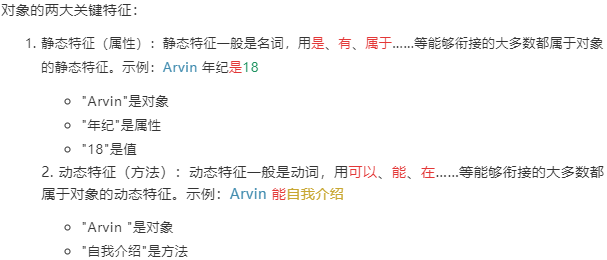 对象的两大关键特征：
1. 静态特征（属性）：静态特征一般是名词，用是、有、属于……等能够衔接的大多数都属于对象
的静态特征。示例：Arvin 年纪是18
"Arvin"是对象
"年纪"是属性
"18"是值
2. 动态特征（方法）：动态特征一般是动词，用可以、能、在……等能够衔接的大多数都
属于对象的动态特征。示例：Arvin 能自我介绍
"Arvin "是对象
"自我介绍"是方法